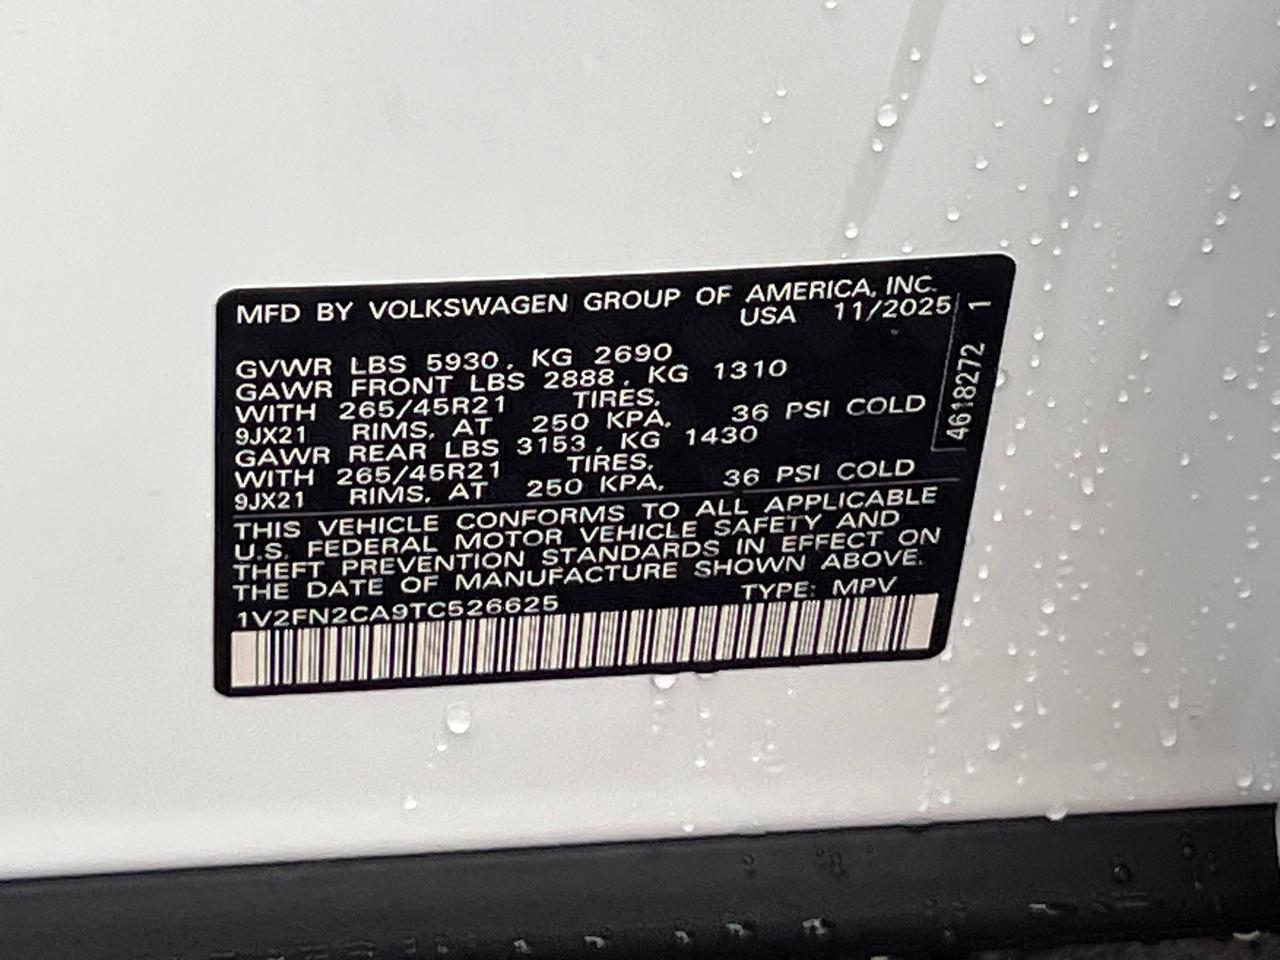 MFD BY VOLKSWAGEN GROUP OF AMERICA, INC.
USA 11/2025
GVWR LBS 5930, KG 2690
GAWR FRONT LBS 2888, KG 1310
WITH 265/45R21 TIRES,
9JX21 RIMS, AT 250 KPA, 36 PSI COLD
GAWR REAR LBS 3153, KG 1430
WITH 265/45R21 TIRES,
9JX21 RIMS, AT 250 KPA, 36 PSI COLD
THIS VEHICLE CONFORMS TO ALL APPLICABLE
U.S. FEDERAL MOTOR VEHICLE SAFETY AND
THEFT PREVENTION STANDARDS IN EFFECT ON
THE DATE OF MANUFACTURE SHOWN ABOVE.
1V2FN2CA9TC526625 TYPE: MPV
4618272 1